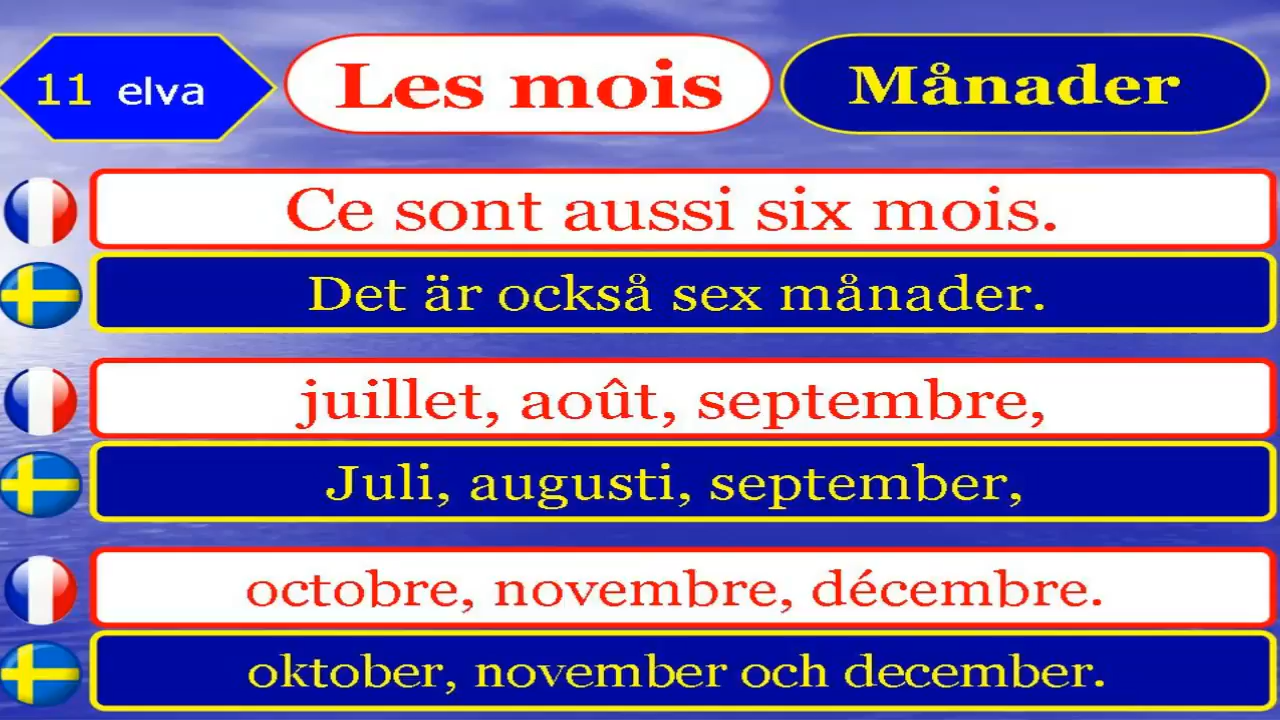 11 elva
Les mois
Månader
Ce sont aussi six mois.
Det är också sex månader.
juillet, août, septembre,
Juli, augusti, september,
octobre, novembre, décembre.
oktober, november och december.